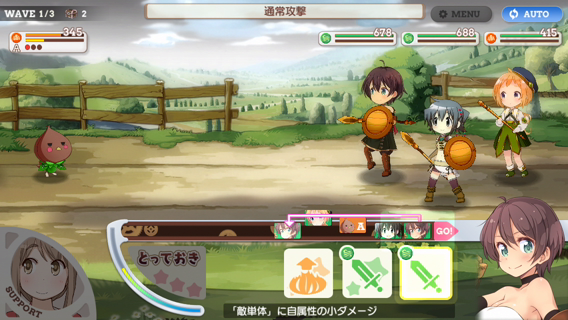 WAVE 1/3 2
通常攻撃
MENU
AUTO
345
A
678
688
415
A
GO!
とっておき
SUPPORT
「敵単体」に自属性の小ダメージ